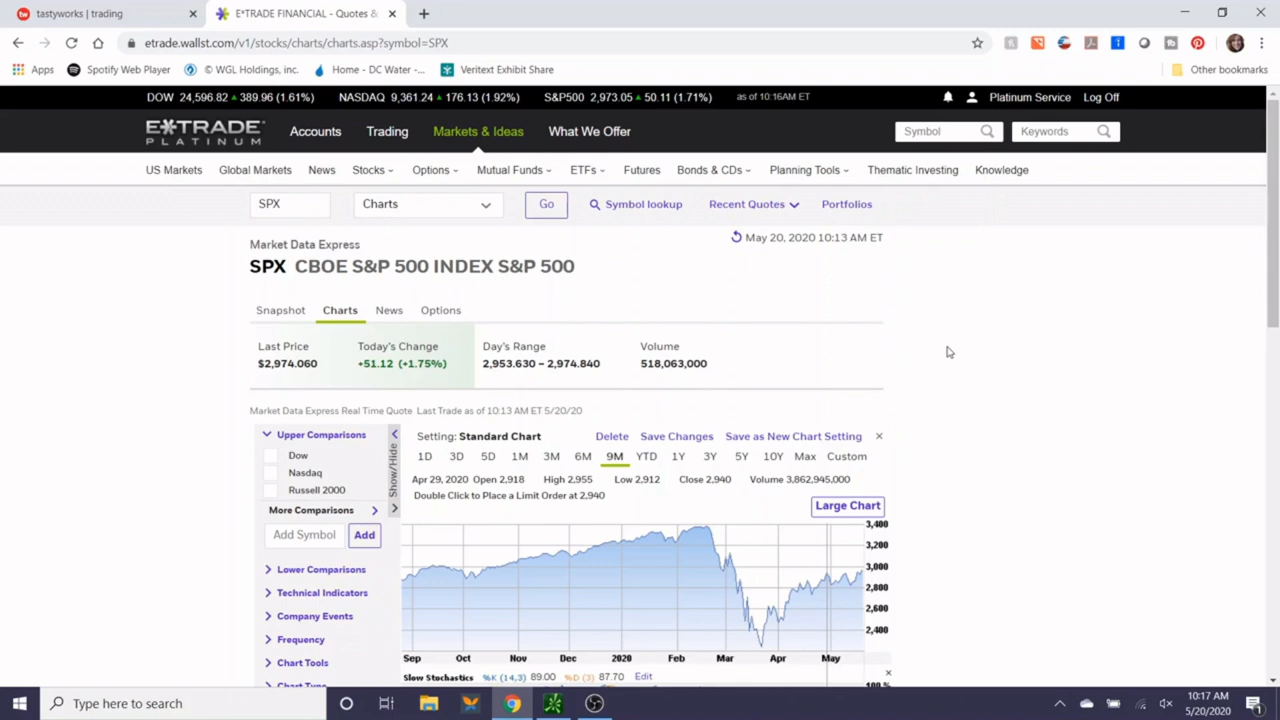 tastyworks | trading
E*TRADE FINANCIAL - Quotes &
etrade.wallst.com/v1/stocks/charts/charts.asp?symbol=SPX
Apps Spotify Web Player © WGL Holdings, inc. Home - DC Water -... Veritext Exhibit Share Other bookmarks
DOW 24,596.82 389.96 (1.61%) NASDAQ 9,361.24 176.13 (1.92%) S&P500 2,973.05 50.11 (1.71%) as of 10:16AM ET Platinum Service Log Off
E*TRADE Accounts Trading Markets & Ideas What We Offer Symbol Keywords
PLATINUM
US Markets Global Markets News Stocks Options Mutual Funds ETFs Futures Bonds & CDs Planning Tools Thematic Investing Knowledge
SPX Charts Go Symbol lookup Recent Quotes Portfolios
May 20, 2020 10:13 AM ET
Market Data Express
SPX CBOE S&P 500 INDEX S&P 500
Snapshot Charts News Options
Last Price Today's Change Day's Range Volume
$2,974.060 +51.12 (+1.75%) 2,953.630 – 2,974.840 518,063,000
Market Data Express Real Time Quote Last Trade as of 10:13 AM ET 5/20/20
Upper Comparisons
Dow
Nasdaq
Russell 2000
More Comparisons
Add Symbol Add
Lower Comparisons
Technical Indicators
Company Events
Frequency
Chart Tools
Chart Type
Show/Hide
Setting: Standard Chart Delete Save Changes Save as New Chart Setting
1D 3D 5D 1M 3M 6M 9M YTD 1Y 3Y 5Y 10Y Max Custom
Apr 29, 2020 Open 2,918 High 2,955 Low 2,912 Close 2,940 Volume 3,862,945,000
Double Click to Place a Limit Order at 2,940
Large Chart
3,400
3,200
3,000
2,800
2,600
2,400
Sep Oct Nov Dec 2020 Feb Mar Apr May
Slow Stochastics %K (14,3) 89.00 %D (3) 87.70 Edit
100 %
Type here to search
10:17 AM
5/20/2020
1